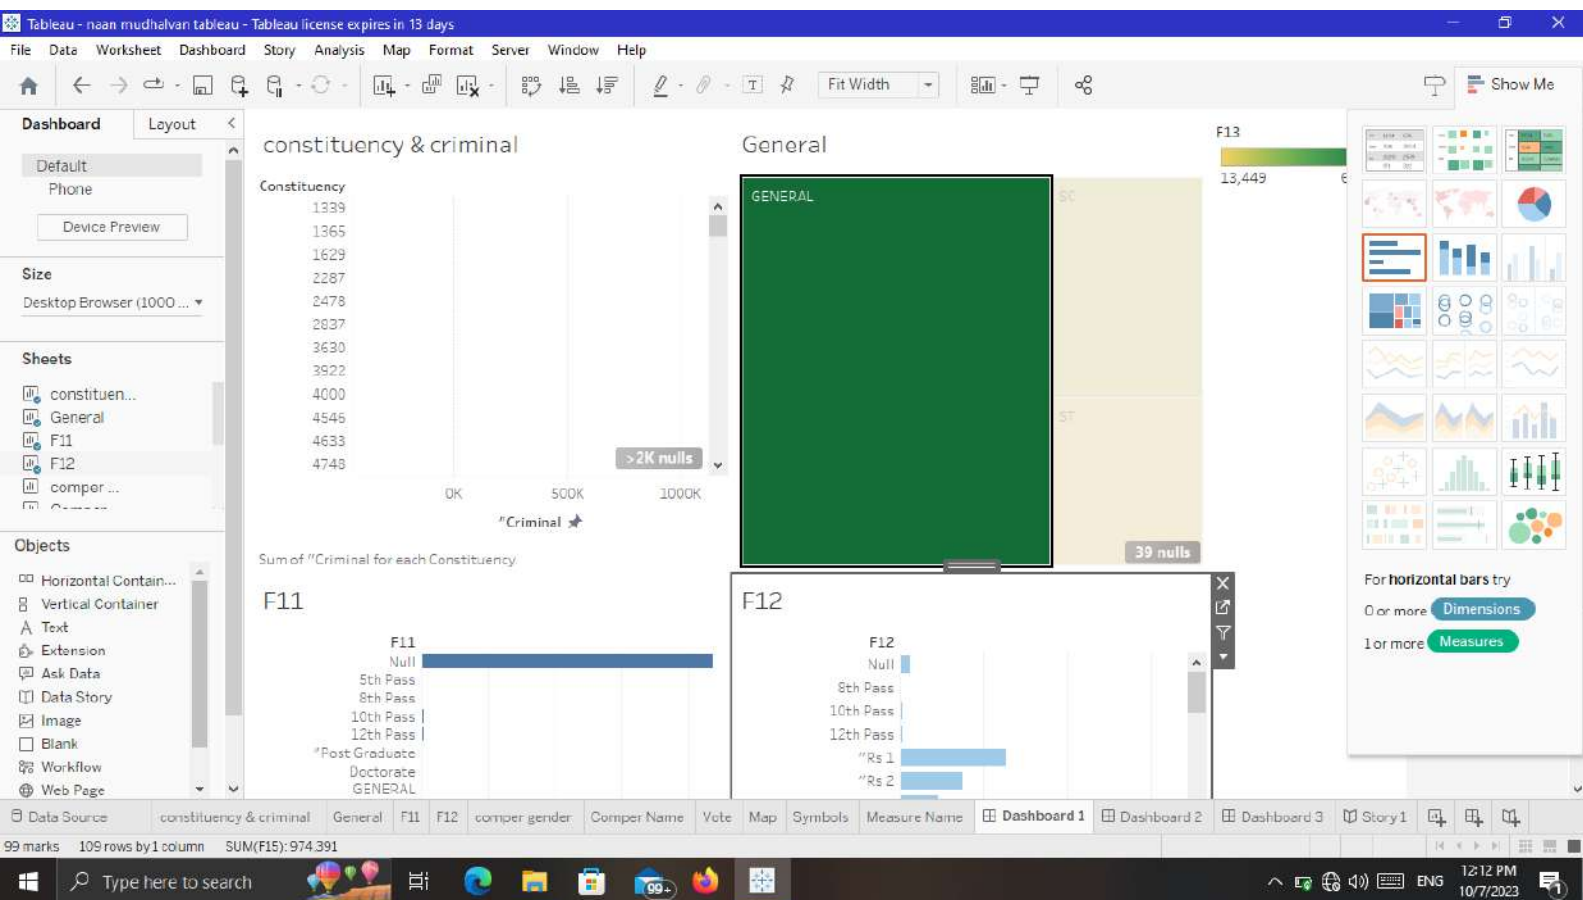 Tableau - naan mudhalvan tableau - Tableau license expires in 13 days
File Data Worksheet Dashboard Story Analysis Map Format Server Window Help
Fit Width
Show Me
Dashboard Layout
Default
Phone
Device Preview
Size
Desktop Browser (1000 ...
Sheets
constituen...
General
F11
F12
comper ...
Objects
Horizontal Contain...
Vertical Container
Text
Extension
Ask Data
Data Story
Image
Blank
Workflow
Web Page
constituency & criminal
Constituency
1339
1365
1629
2287
2478
2837
3630
3922
4000
4546
4633
4748
>2K nulls
0K 500K 1000K
"Criminal
Sum of "Criminal for each Constituency.
General
GENERAL
SC
ST
39 nulls
F13
13,449
F11
F11
Null
5th Pass
8th Pass
10th Pass
12th Pass
"Post Graduate
Doctorate
GENERAL
F12
F12
Null
8th Pass
10th Pass
12th Pass
"Rs 1
"Rs 2
For horizontal bars try
0 or more Dimensions
1 or more Measures
Data Source constituency & criminal General F11 F12 comper gender Comper Name Vote Map Symbols Measure Name Dashboard 1 Dashboard 2 Dashboard 3 Story 1
99 marks 109 rows by 1 column SUM(F15): 974.391
Type here to search
99+
ENG
12:12 PM
10/7/2023
1